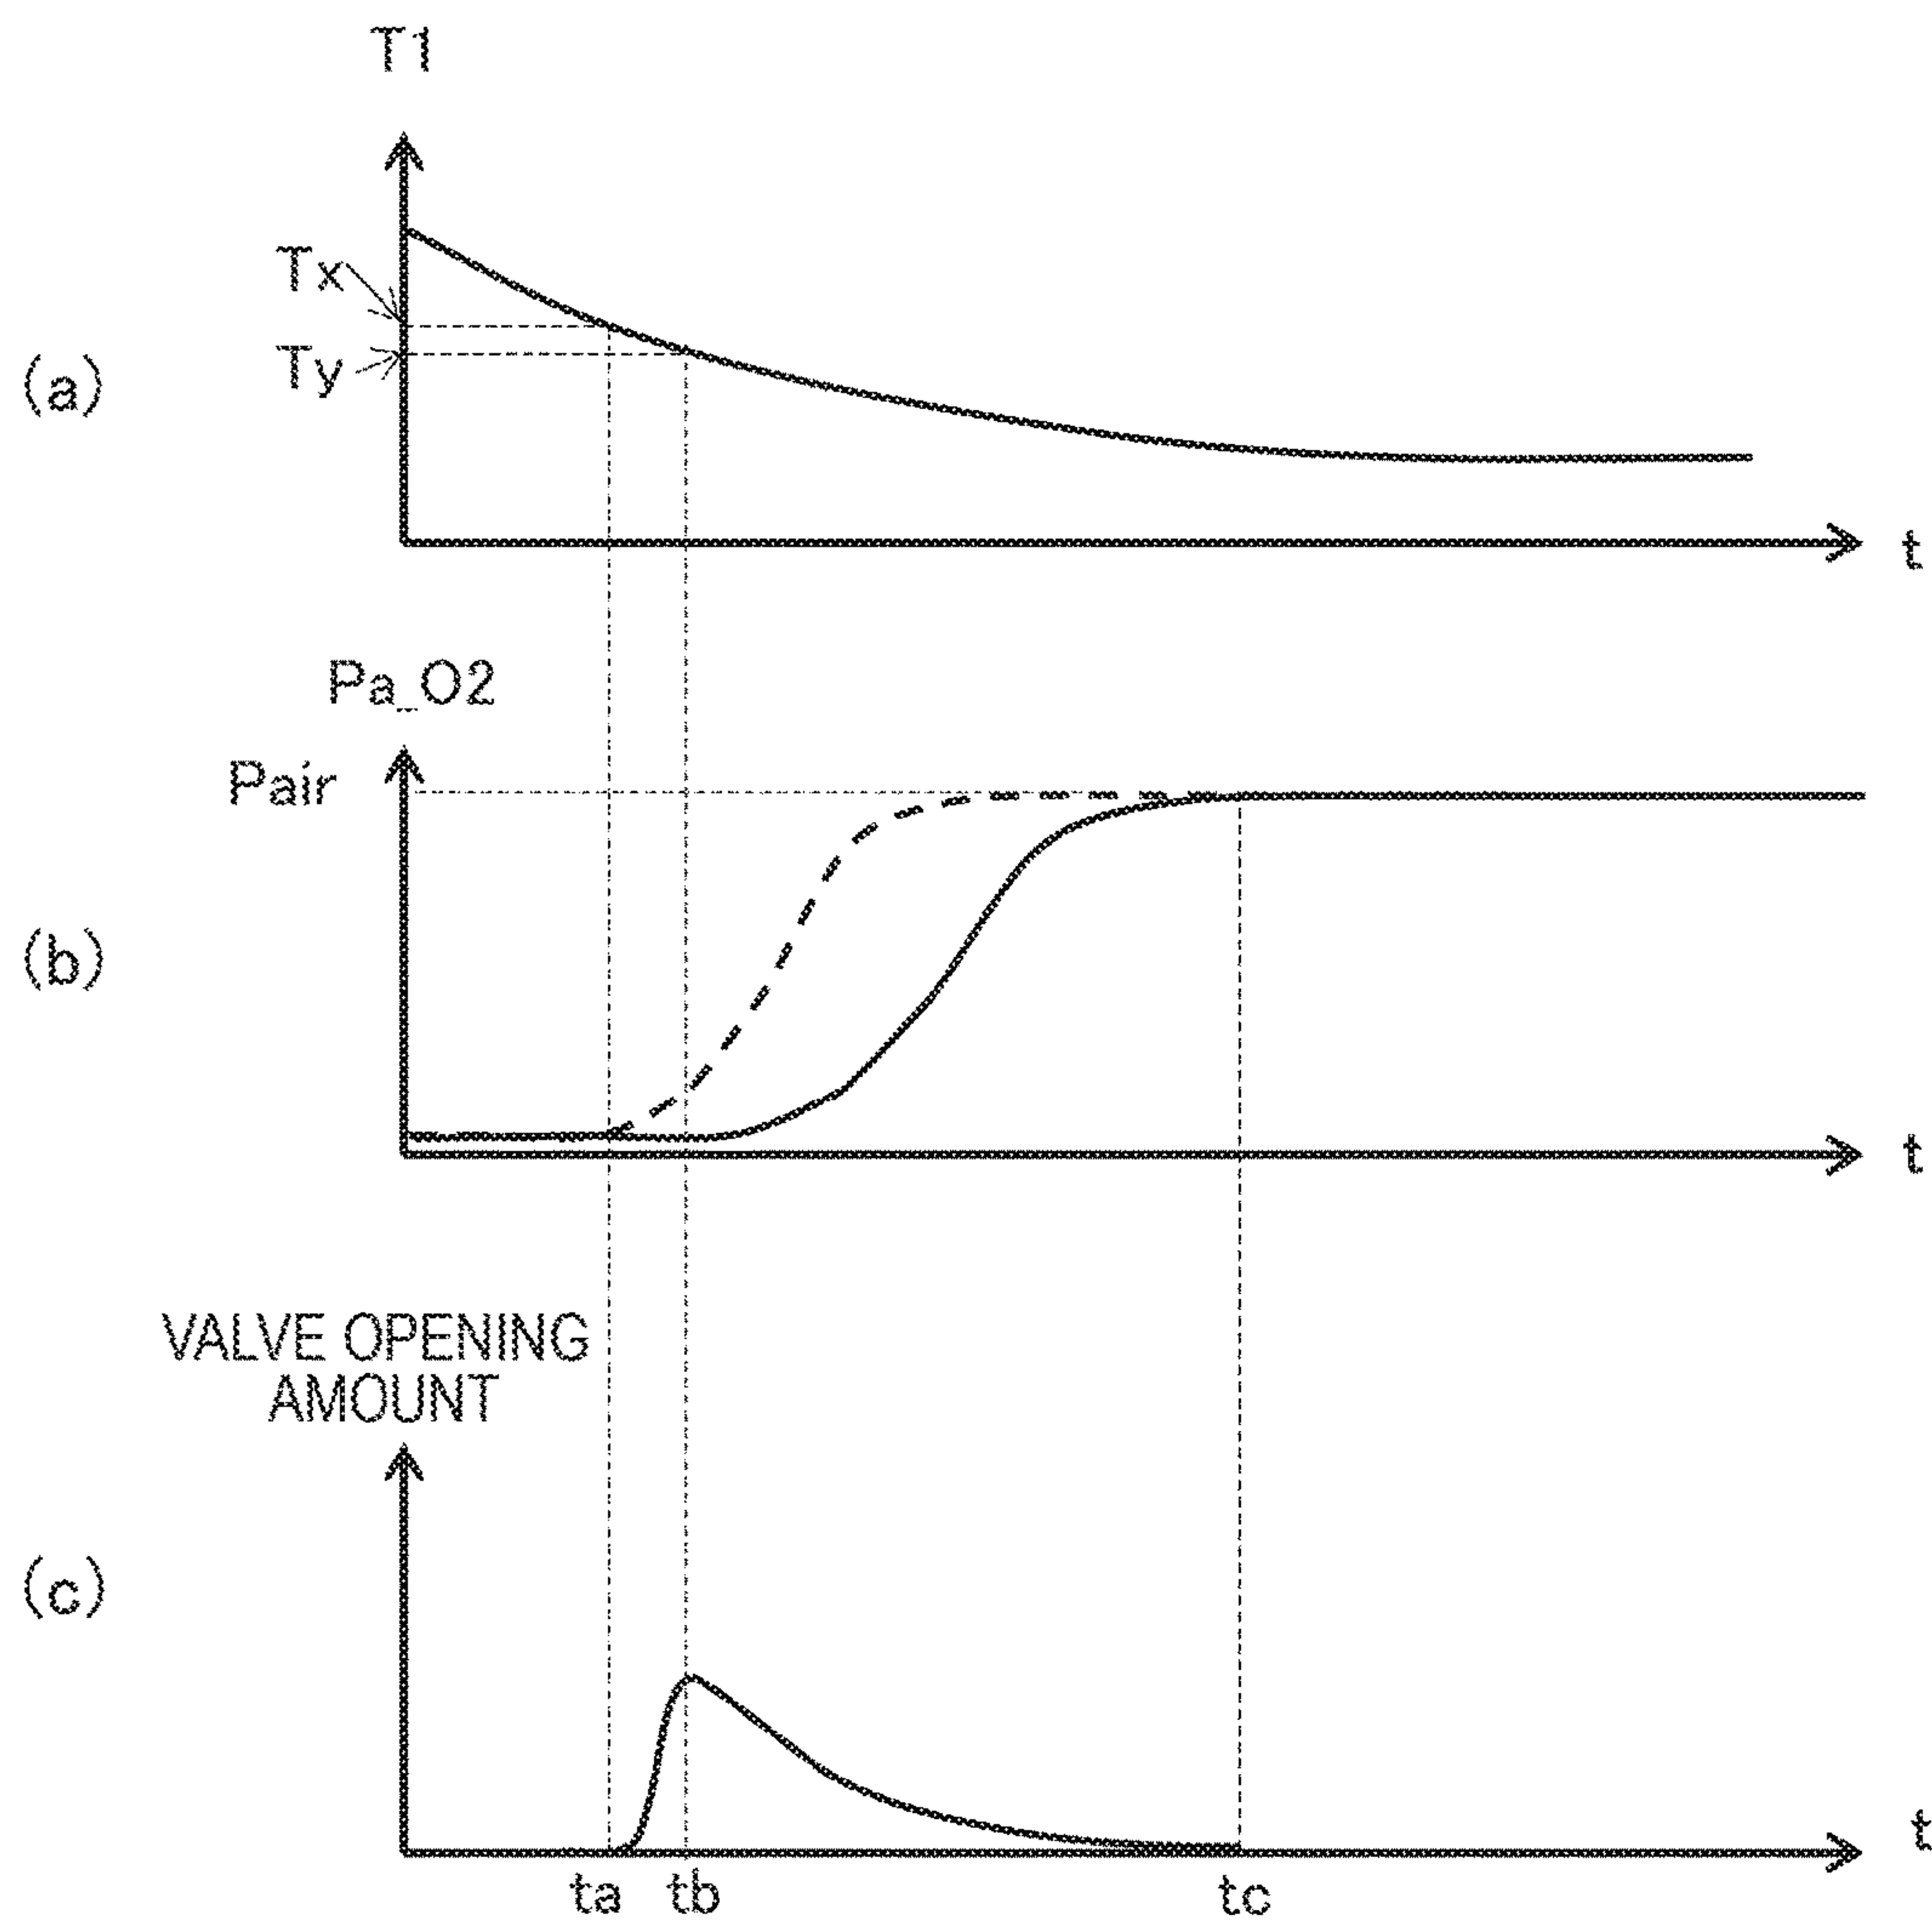 T1
Tx
Ty
(a)
t
Pa_O2
Pair
(b)
t
VALVE OPENING
AMOUNT
(c)
t
ta tb tc